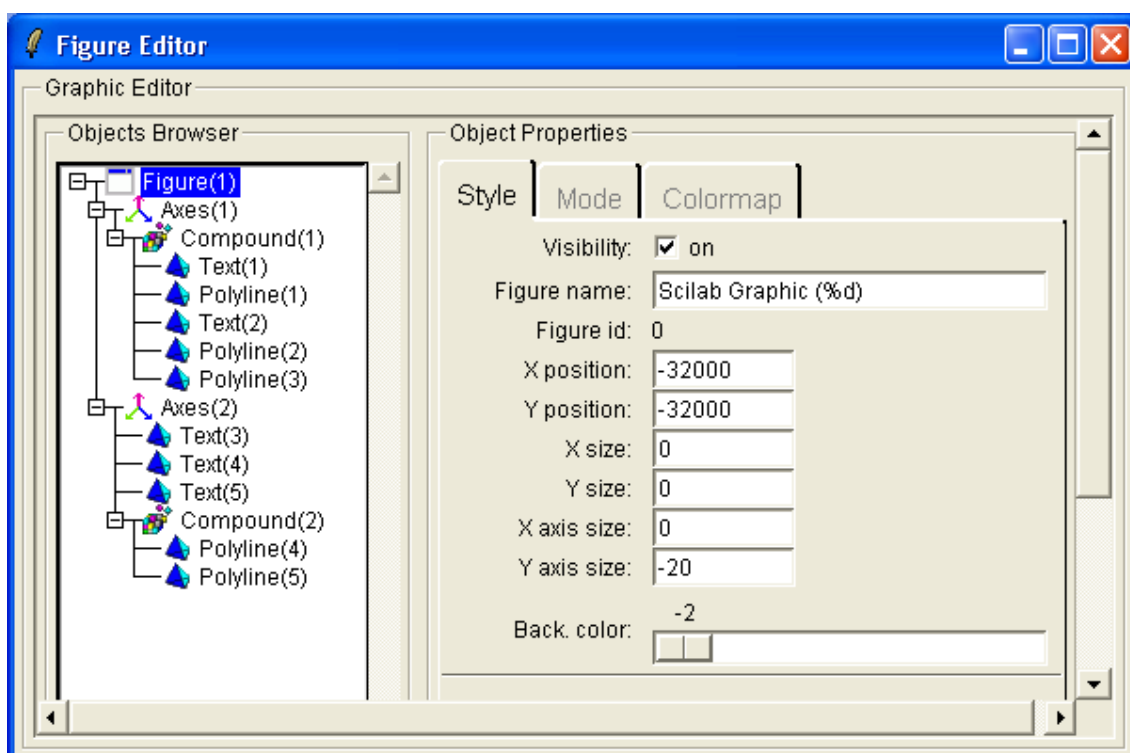 Figure Editor
Graphic Editor
Objects Browser
Figure(1)
Axes(1)
Compound(1)
Text(1)
Polyline(1)
Text(2)
Polyline(2)
Polyline(3)
Axes(2)
Text(3)
Text(4)
Text(5)
Compound(2)
Polyline(4)
Polyline(5)
Object Properties
Style Mode Colormap
Visibility: on
Figure name: Scilab Graphic (%d)
Figure id: 0
X position: -32000
Y position: -32000
X size: 0
Y size: 0
X axis size: 0
Y axis size: -20
-2
Back. color: